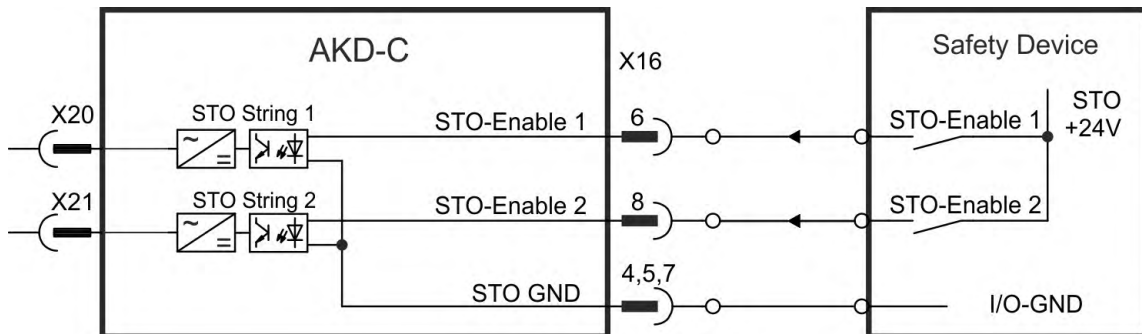 AKD-C
Safety Device
X16
X20
STO String 1
STO-Enable 1
6
STO-Enable 1
STO
+24V
X21
STO String 2
STO-Enable 2
8
STO-Enable 2
STO GND
4,5,7
I/O-GND